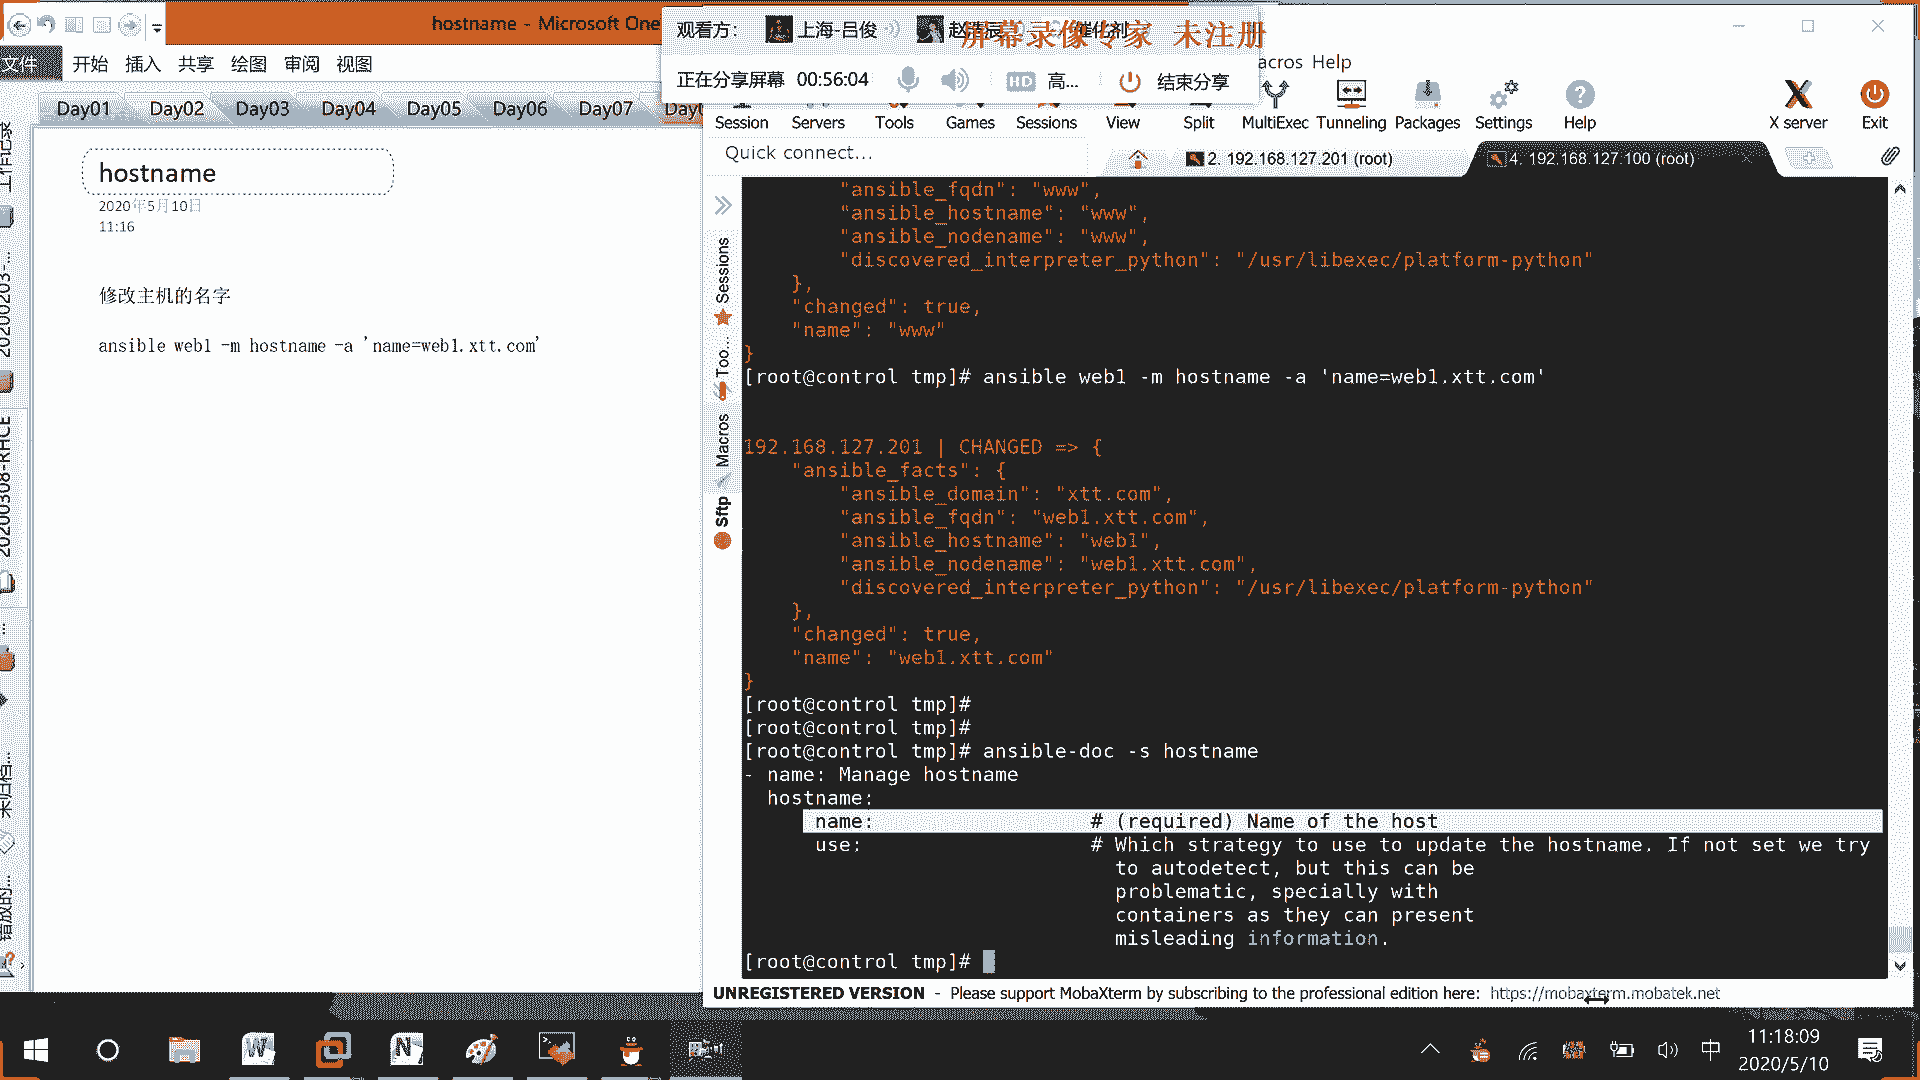 hostname - Microsoft One
文件
开始 插入 共享 绘图 审阅 视图
Day01 Day02 Day03 Day04 Day05 Day06 Day07
hostname
2020年5月10日
11:16
修改主机的名字
ansible web1 -m hostname -a 'name=web1.xtt.com'
观看方:
上海-吕俊
屏幕录像专家 未注册
正在分享屏幕 00:56:04
HD 高...
结束分享
acros Help
Session Servers Tools Games Sessions View Split MultiExec Tunneling Packages Settings Help
X server Exit
Quick connect...
2. 192.168.127.201 (root)
4. 192.168.127.100 (root)
Sessions
Too...
Macros
Sftp
"ansible_fqdn": "www",
"ansible_hostname": "www",
"ansible_nodename": "www",
"discovered_interpreter_python": "/usr/libexec/platform-python"
},
"changed": true,
"name": "www"
}
[root@control tmp]# ansible web1 -m hostname -a 'name=web1.xtt.com'
192.168.127.201 | CHANGED => {
"ansible_facts": {
"ansible_domain": "xtt.com",
"ansible_fqdn": "web1.xtt.com",
"ansible_hostname": "web1",
"ansible_nodename": "web1.xtt.com",
"discovered_interpreter_python": "/usr/libexec/platform-python"
},
"changed": true,
"name": "web1.xtt.com"
}
[root@control tmp]#
[root@control tmp]#
[root@control tmp]# ansible-doc -s hostname
- name: Manage hostname
hostname:
name: # (required) Name of the host
use: # Which strategy to use to update the hostname. If not set we try
to autodetect, but this can be
problematic, specially with
containers as they can present
misleading information.
[root@control tmp]#
UNREGISTERED VERSION - Please support MobaXterm by subscribing to the professional edition here: https://mobaxterm.mobatek.net
中
11:18:09
2020/5/10